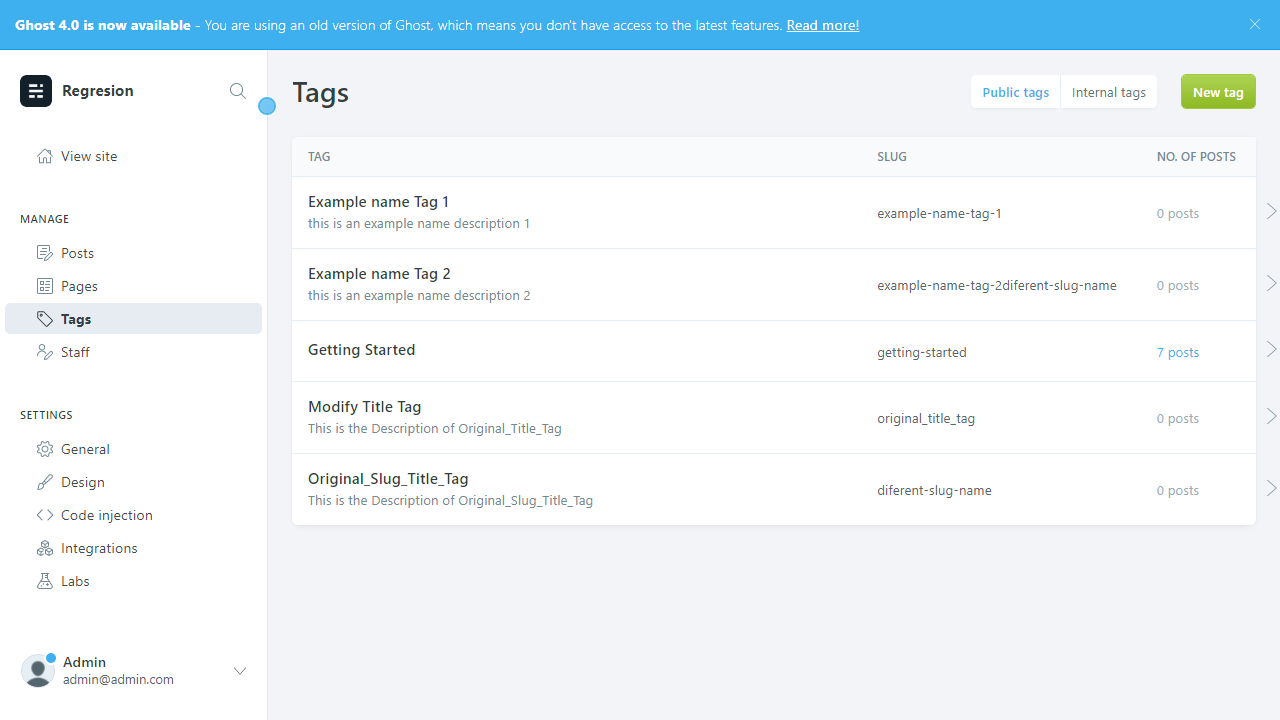 Ghost 4.0 is now available - You are using an old version of Ghost, which means you don't have access to the latest features. Read more!
Regresion
View site
MANAGE
Posts
Pages
Tags
Staff
SETTINGS
General
Design
Code injection
Integrations
Labs
Admin
admin@admin.com
Tags
Public tags
Internal tags
New tag
TAG SLUG NO. OF POSTS
Example name Tag 1
this is an example name description 1
example-name-tag-1
0 posts
Example name Tag 2
this is an example name description 2
example-name-tag-2diferent-slug-name
0 posts
Getting Started
getting-started
7 posts
Modify Title Tag
This is the Description of Original_Title_Tag
original_title_tag
0 posts
Original_Slug_Title_Tag
This is the Description of Original_Slug_Title_Tag
diferent-slug-name
0 posts